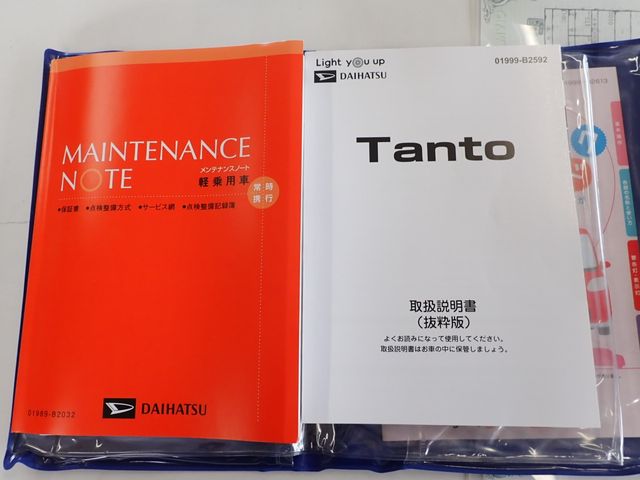 MAINTENANCE
NOTE
メンテナンスノート
軽乗用車
常時
携行
●保証書 ●点検整備方式 ●サービス網 ●点検整備記録簿
01989-B2032
DAIHATSU
Light you up
DAIHATSU
01999-B2592
Tanto
取扱説明書
（抜粋版）
よくお読みになって使用してください。
取扱説明書はお車の中に保管しましょう。